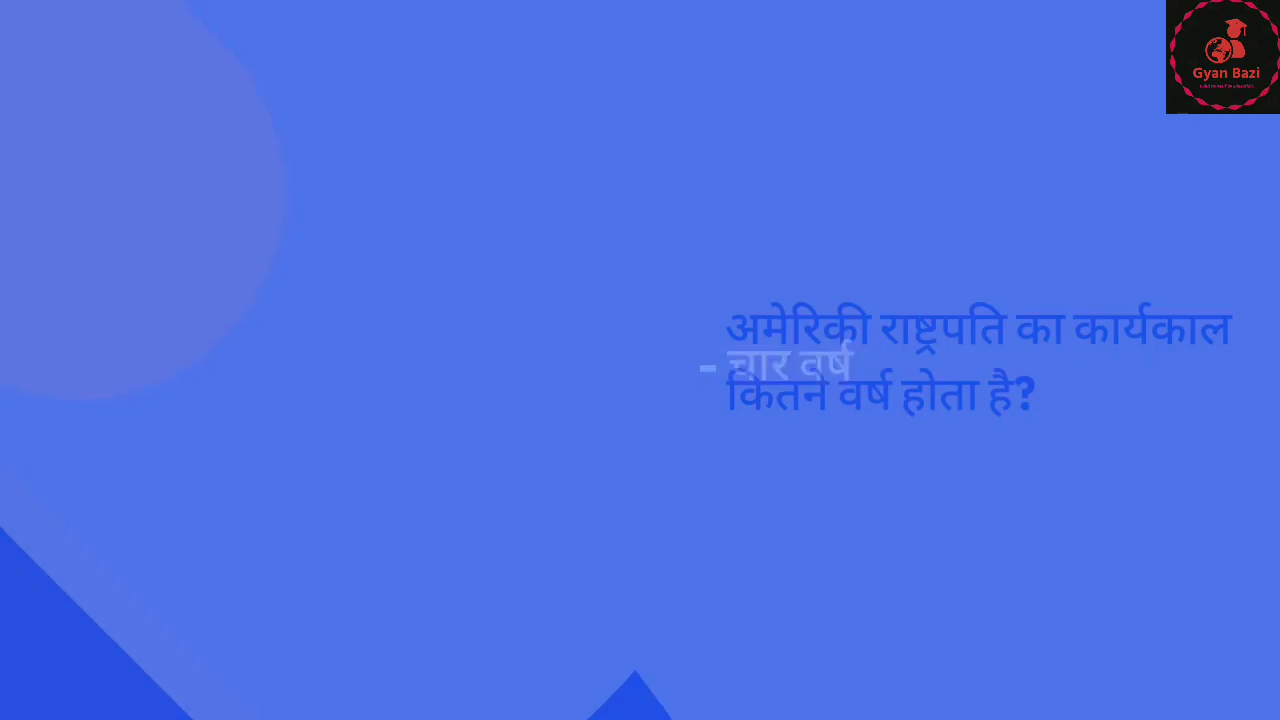 Gyan Bazi
अमेरिकी राष्ट्रपति का कार्यकाल
- चार वर्ष
कितने वर्ष होता है?